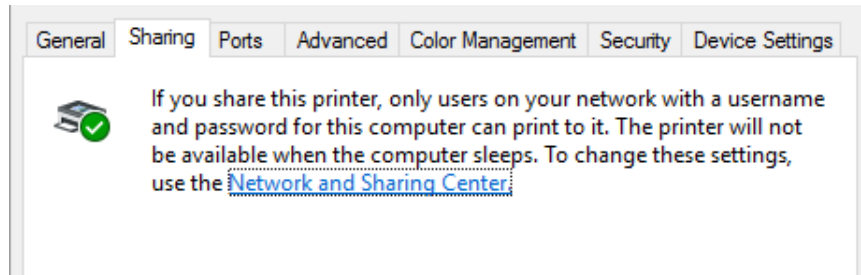 General Sharing Ports Advanced Color Management Security Device Settings
If you share this printer, only users on your network with a username
and password for this computer can print to it. The printer will not
be available when the computer sleeps. To change these settings,
use the Network and Sharing Center.